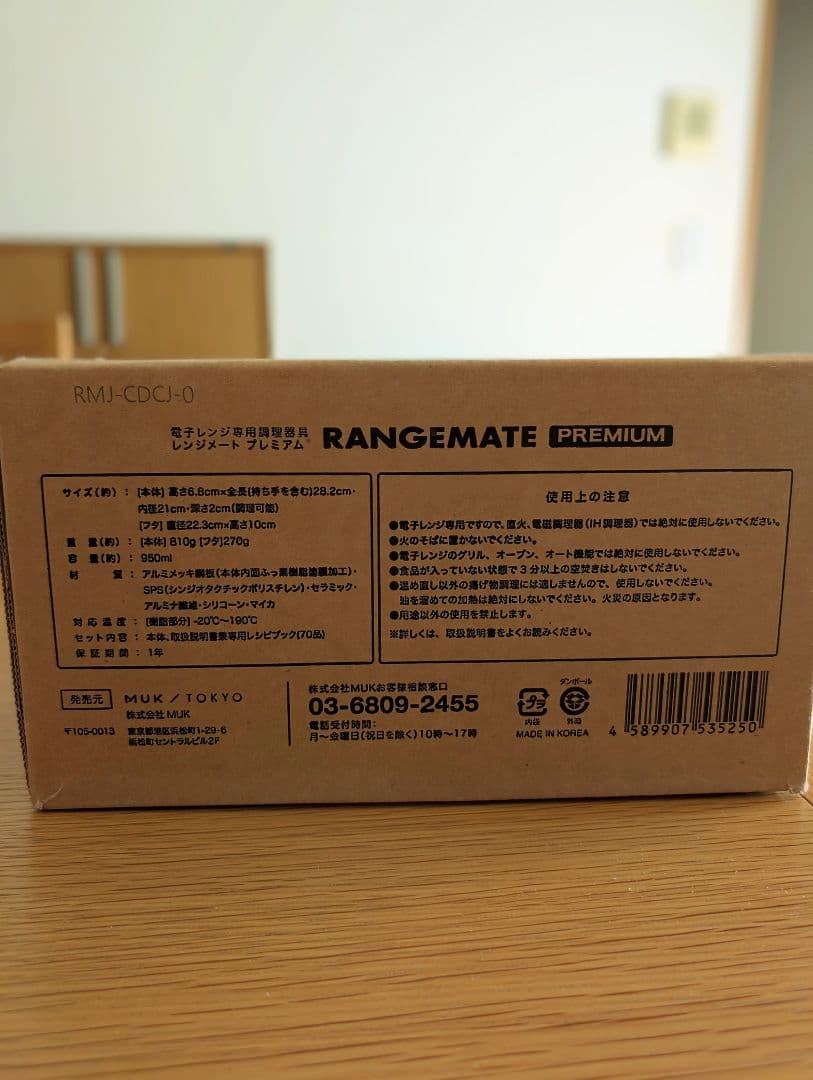 RMJ-CDCJ-0
電子レンジ専用調理器具
レンジメート プレミアム® RANGEMATE PREMIUM
サイズ(約): [本体] 高さ6.8cm×全長(持ち手を含む)28.2cm・
内径21cm・深さ2cm(調理可能)
[フタ] 直径22.3cm×高さ10cm
重量(約): [本体] 810g [フタ]270g
容量(約): 950ml
材質: アルミメッキ鋼板(本体内面ふっ素樹脂塗膜加工)・
SPS(シンジオタクチックポリスチレン)・セラミック・
アルミナ繊維・シリコーン・マイカ
対応温度: [樹脂部分] -20℃〜190℃
セット内容: 本体、取扱説明書兼専用レシピブック(70品)
保証期間: 1年
使用上の注意
●電子レンジ専用ですので、直火、電磁調理器(IH調理器)では絶対に使用しないでください。
●火のそばに置かないでください。
●電子レンジのグリル、オーブン、オート機能では絶対に使用しないでください。
●食品が入っていない状態で3分以上の空焚きはしないでください。
●温め直し以外の揚げ物調理には適しませんので、使用しないでください。
油を溜めての加熱は絶対にしないでください。火災の原因となります。
●用途以外の使用を禁止します。
※詳しくは、取扱説明書をよくお読みください。
発売元 MUK / TOKYO
株式会社 MUK
〒105-0013 東京都港区浜松町1-29-6
浜松町セントラルビル2F
株式会社MUKお客様相談窓口
03-6809-2455
電話受付時間:
月〜金曜日(祝日を除く)10時〜17時
プラ
内袋
ダンボール
外箱
MADE IN KOREA
4 589907 535250